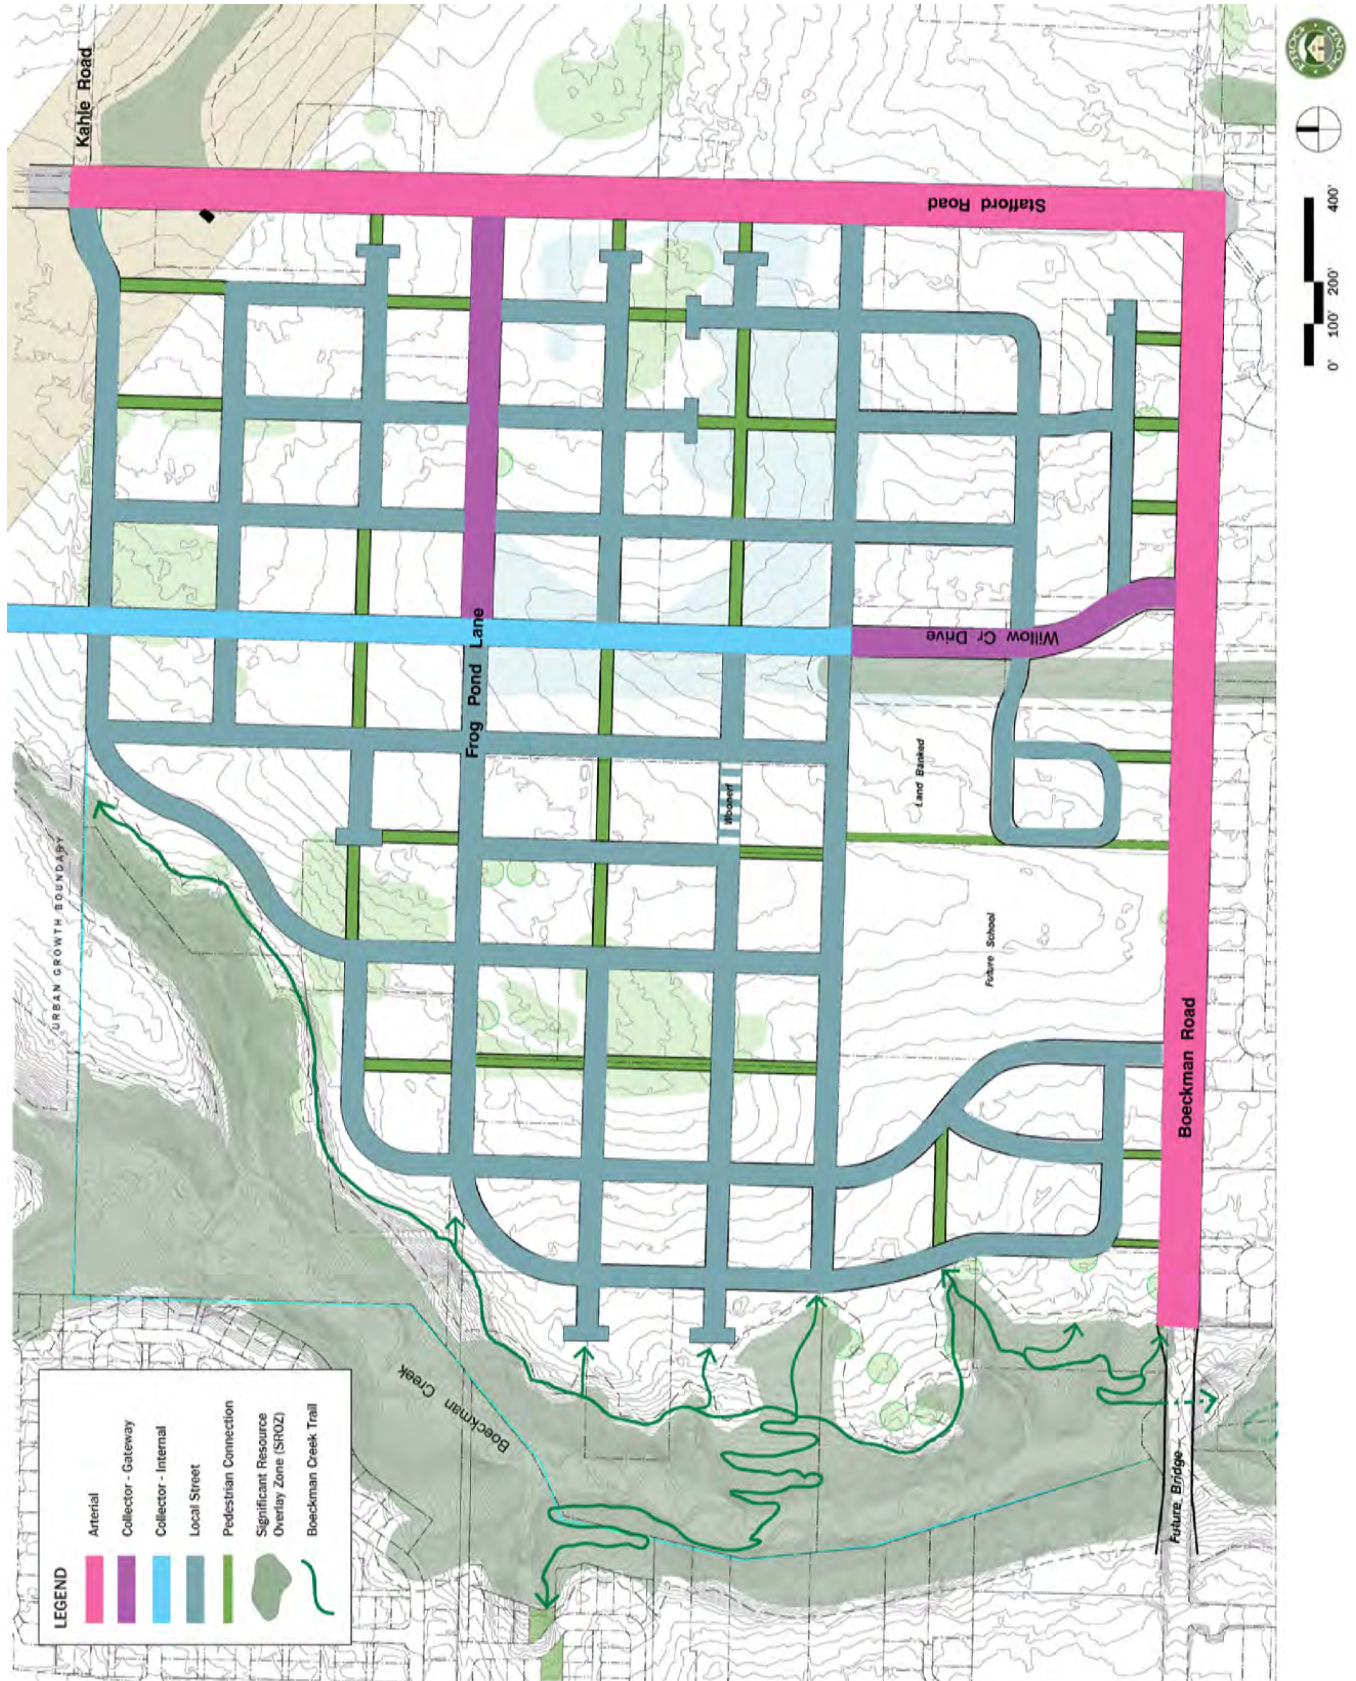 Kahle Road
Stafford Road
Frog Pond Lane
Willow Cr Drive
Land Banked
Woonerf
Future School
URBAN GROWTH BOUNDARY
Boeckman Road
Boeckman Creek
Future Bridge
LEGEND
Arterial
Collector - Gateway
Collector - Internal
Local Street
Pedestrian Connection
Significant Resource
Overlay Zone (SROZ)
Boeckman Creek Trail
0' 100' 200' 400'
FROG
POND